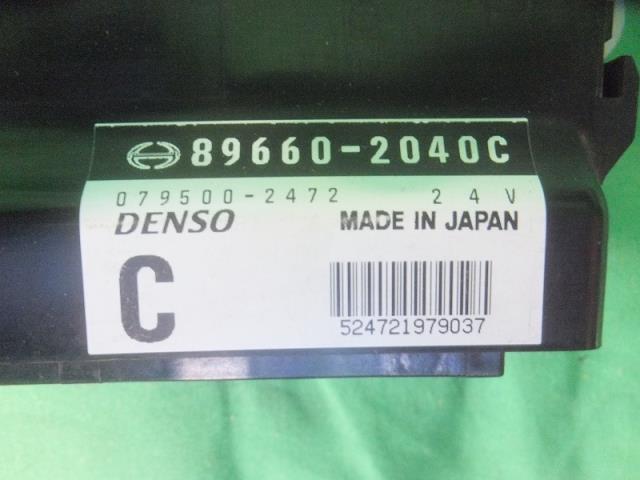 89660-2040C
079500-2472 24V
DENSO MADE IN JAPAN
C
524721979037